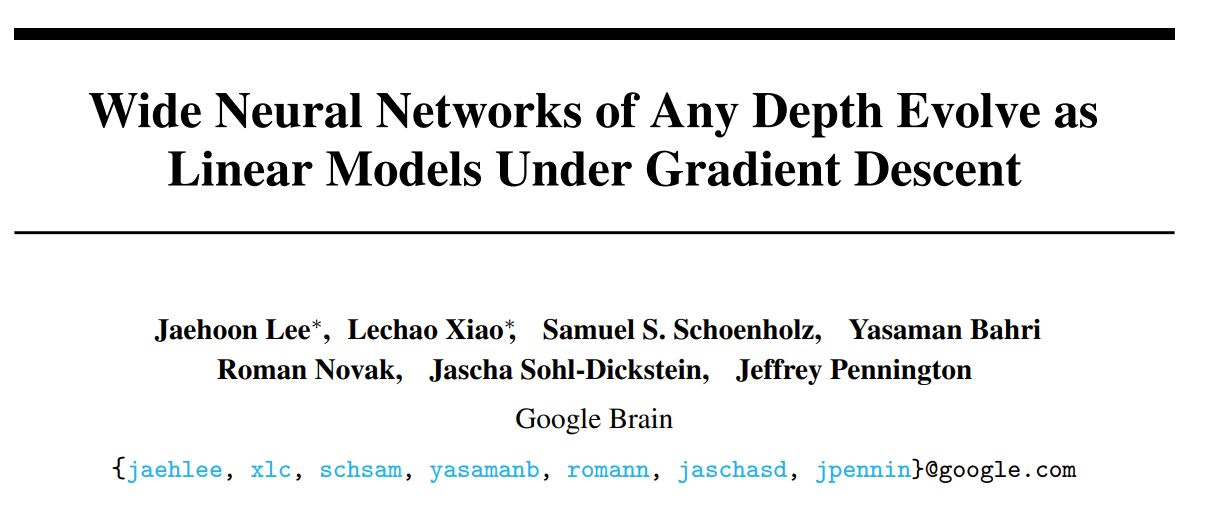 Wide Neural Networks of Any Depth Evolve as
Linear Models Under Gradient Descent
Jaehoon Lee*, Lechao Xiao*, Samuel S. Schoenholz, Yasaman Bahri
Roman Novak, Jascha Sohl-Dickstein, Jeffrey Pennington
Google Brain
{jaehlee, xlc, schsam, yasamanb, romann, jaschasd, jpennin}@google.com